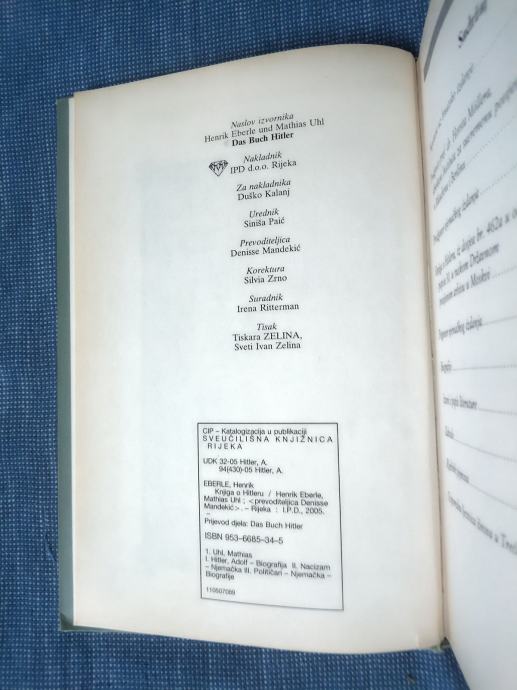 Naslov izvornika
Henrik Eberle und Mathias Uhl
Das Buch Hitler
Nakladnik
IPD d.o.o. Rijeka
Za nakladnika
Duško Kalanj
Urednik
Siniša Paić
Prevoditeljica
Denisse Mandekić
Korektura
Silvia Zrno
Suradnik
Irena Ritterman
Tisak
Tiskara ZELINA,
Sveti Ivan Zelina
CIP – Katalogizacija u publikaciji
SVEUČILIŠNA KNJIŽNICA
RIJEKA
UDK 32-05 Hitler, A.
94(430)-05 Hitler, A.
EBERLE, Henrik
Knjiga o Hitleru / Henrik Eberle,
Mathias Uhl ; <prevoditeljica Denisse
Mandekić>. – Rijeka : I.P.D., 2005. –
Prijevod djela: Das Buch Hitler
ISBN 953-6685-34-5
1. Uhl, Mathias
I. Hitler, Adolf – Biografija II. Nacizam
– Njemačka III. Političari – Njemačka –
Biografije
110507069
Sadržaj